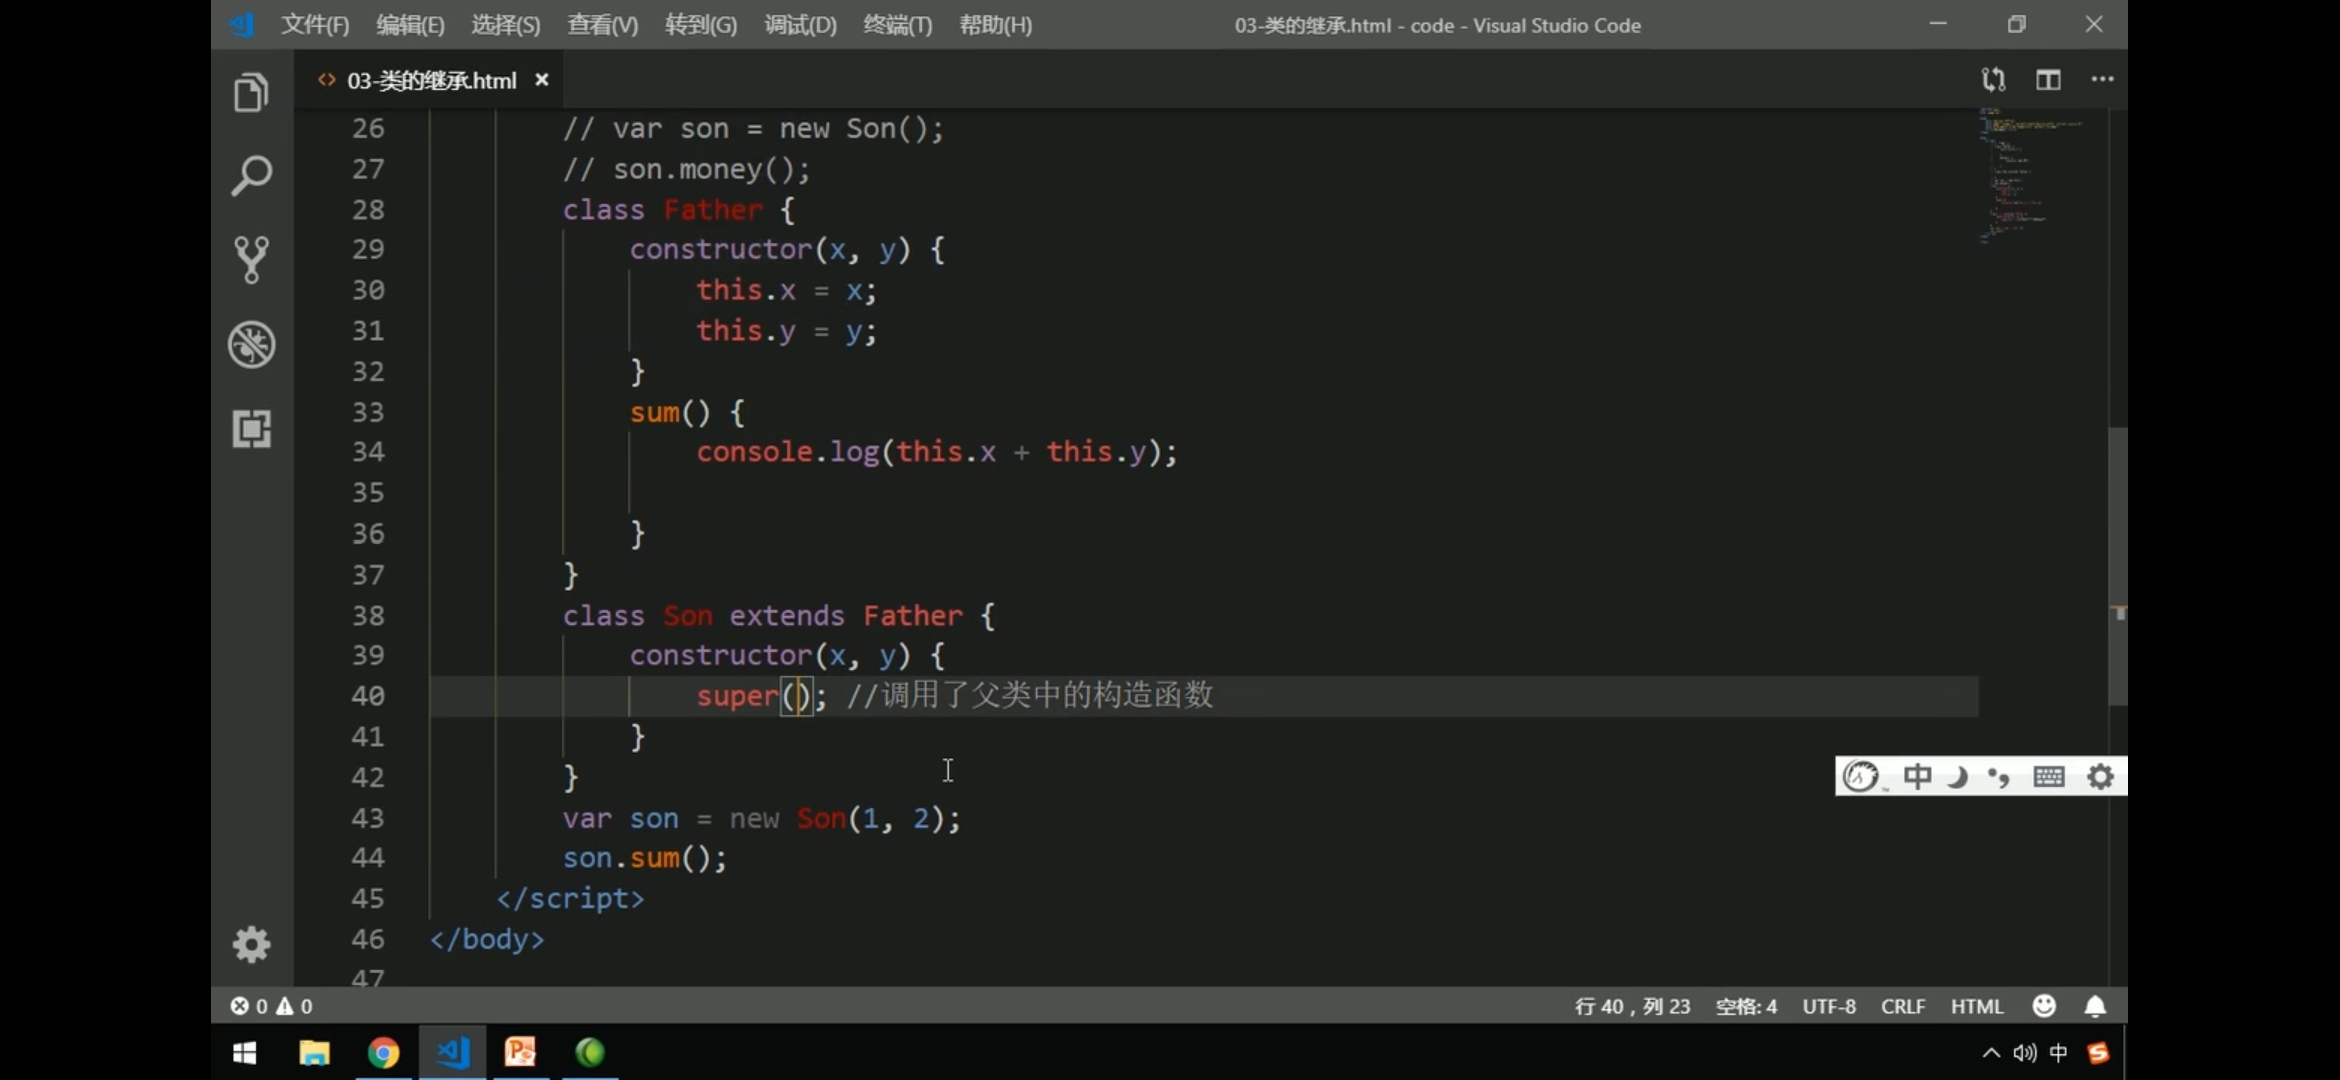 文件(F) 编辑(E) 选择(S) 查看(V) 转到(G) 调试(D) 终端(T) 帮助(H) 03-类的继承.html - code - Visual Studio Code
03-类的继承.html
26 // var son = new Son();
27 // son.money();
28 class Father {
29 constructor(x, y) {
30 this.x = x;
31 this.y = y;
32 }
33 sum() {
34 console.log(this.x + this.y);
35
36 }
37 }
38 class Son extends Father {
39 constructor(x, y) {
40 super(); //调用了父类中的构造函数
41 }
42 }
43 var son = new Son(1, 2);
44 son.sum();
45 </script>
46 </body>
47
中
0 0 行 40，列 23 空格: 4 UTF-8 CRLF HTML
中